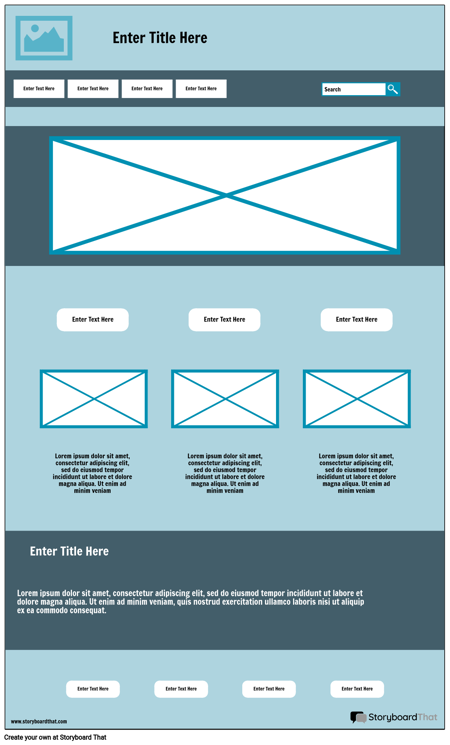 Enter Title Here
Enter Text Here Enter Text Here Enter Text Here Enter Text Here Search
Enter Text Here Enter Text Here Enter Text Here
Lorem ipsum dolor sit amet,
consectetur adipiscing elit,
sed do eiusmod tempor
incididunt ut labore et dolore
magna aliqua. Ut enim ad
minim veniam
Lorem ipsum dolor sit amet,
consectetur adipiscing elit,
sed do eiusmod tempor
incididunt ut labore et dolore
magna aliqua. Ut enim ad
minim veniam
Lorem ipsum dolor sit amet,
consectetur adipiscing elit,
sed do eiusmod tempor
incididunt ut labore et dolore
magna aliqua. Ut enim ad
minim veniam
Enter Title Here
Lorem ipsum dolor sit amet, consectetur adipiscing elit, sed do eiusmod tempor incididunt ut labore et
dolore magna aliqua. Ut enim ad minim veniam, quis nostrud exercitation ullamco laboris nisi ut aliquip
ex ea commodo consequat.
Enter Text Here Enter Text Here Enter Text Here Enter Text Here
www.storyboardthat.com StoryboardThat
Create your own at Storyboard That